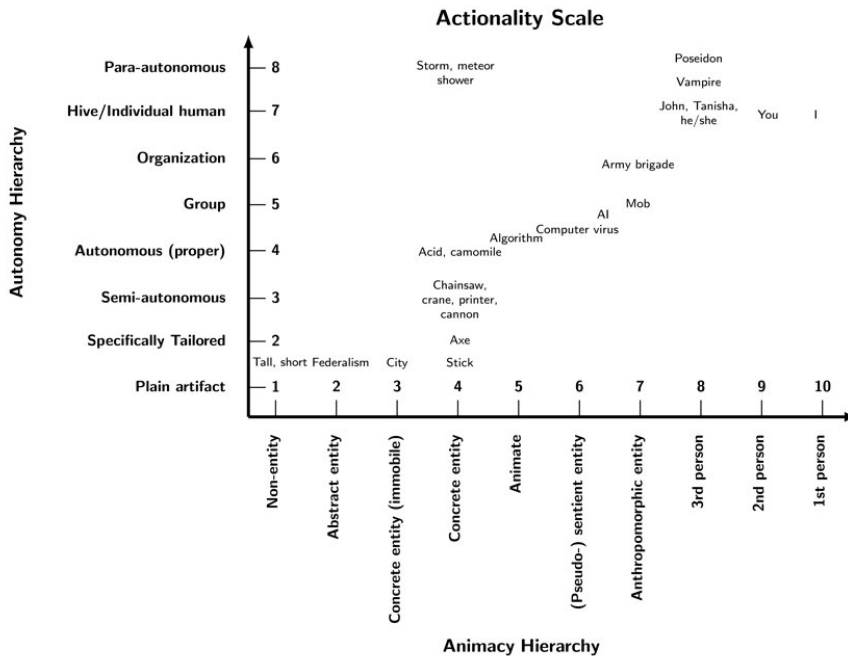 Actionality Scale
Autonomy Hierarchy
Para-autonomous
8
Storm, meteor
shower
Poseidon
Vampire
Hive/Individual human
7
John, Tanisha,
he/she
You
I
Organization
6
Army brigade
Group
5
Mob
AI
Computer virus
Algorithm
Autonomous (proper)
4
Acid, camomile
Semi-autonomous
3
Chainsaw,
crane, printer,
cannon
Specifically Tailored
2
Axe
Tall, short
Federalism
City
Stick
Plain artifact
1
2
3
4
5
6
7
8
9
10
Non-entity
Abstract entity
Concrete entity (immobile)
Concrete entity
Animate
(Pseudo-) sentient entity
Anthropomorphic entity
3rd person
2nd person
1st person
Animacy Hierarchy